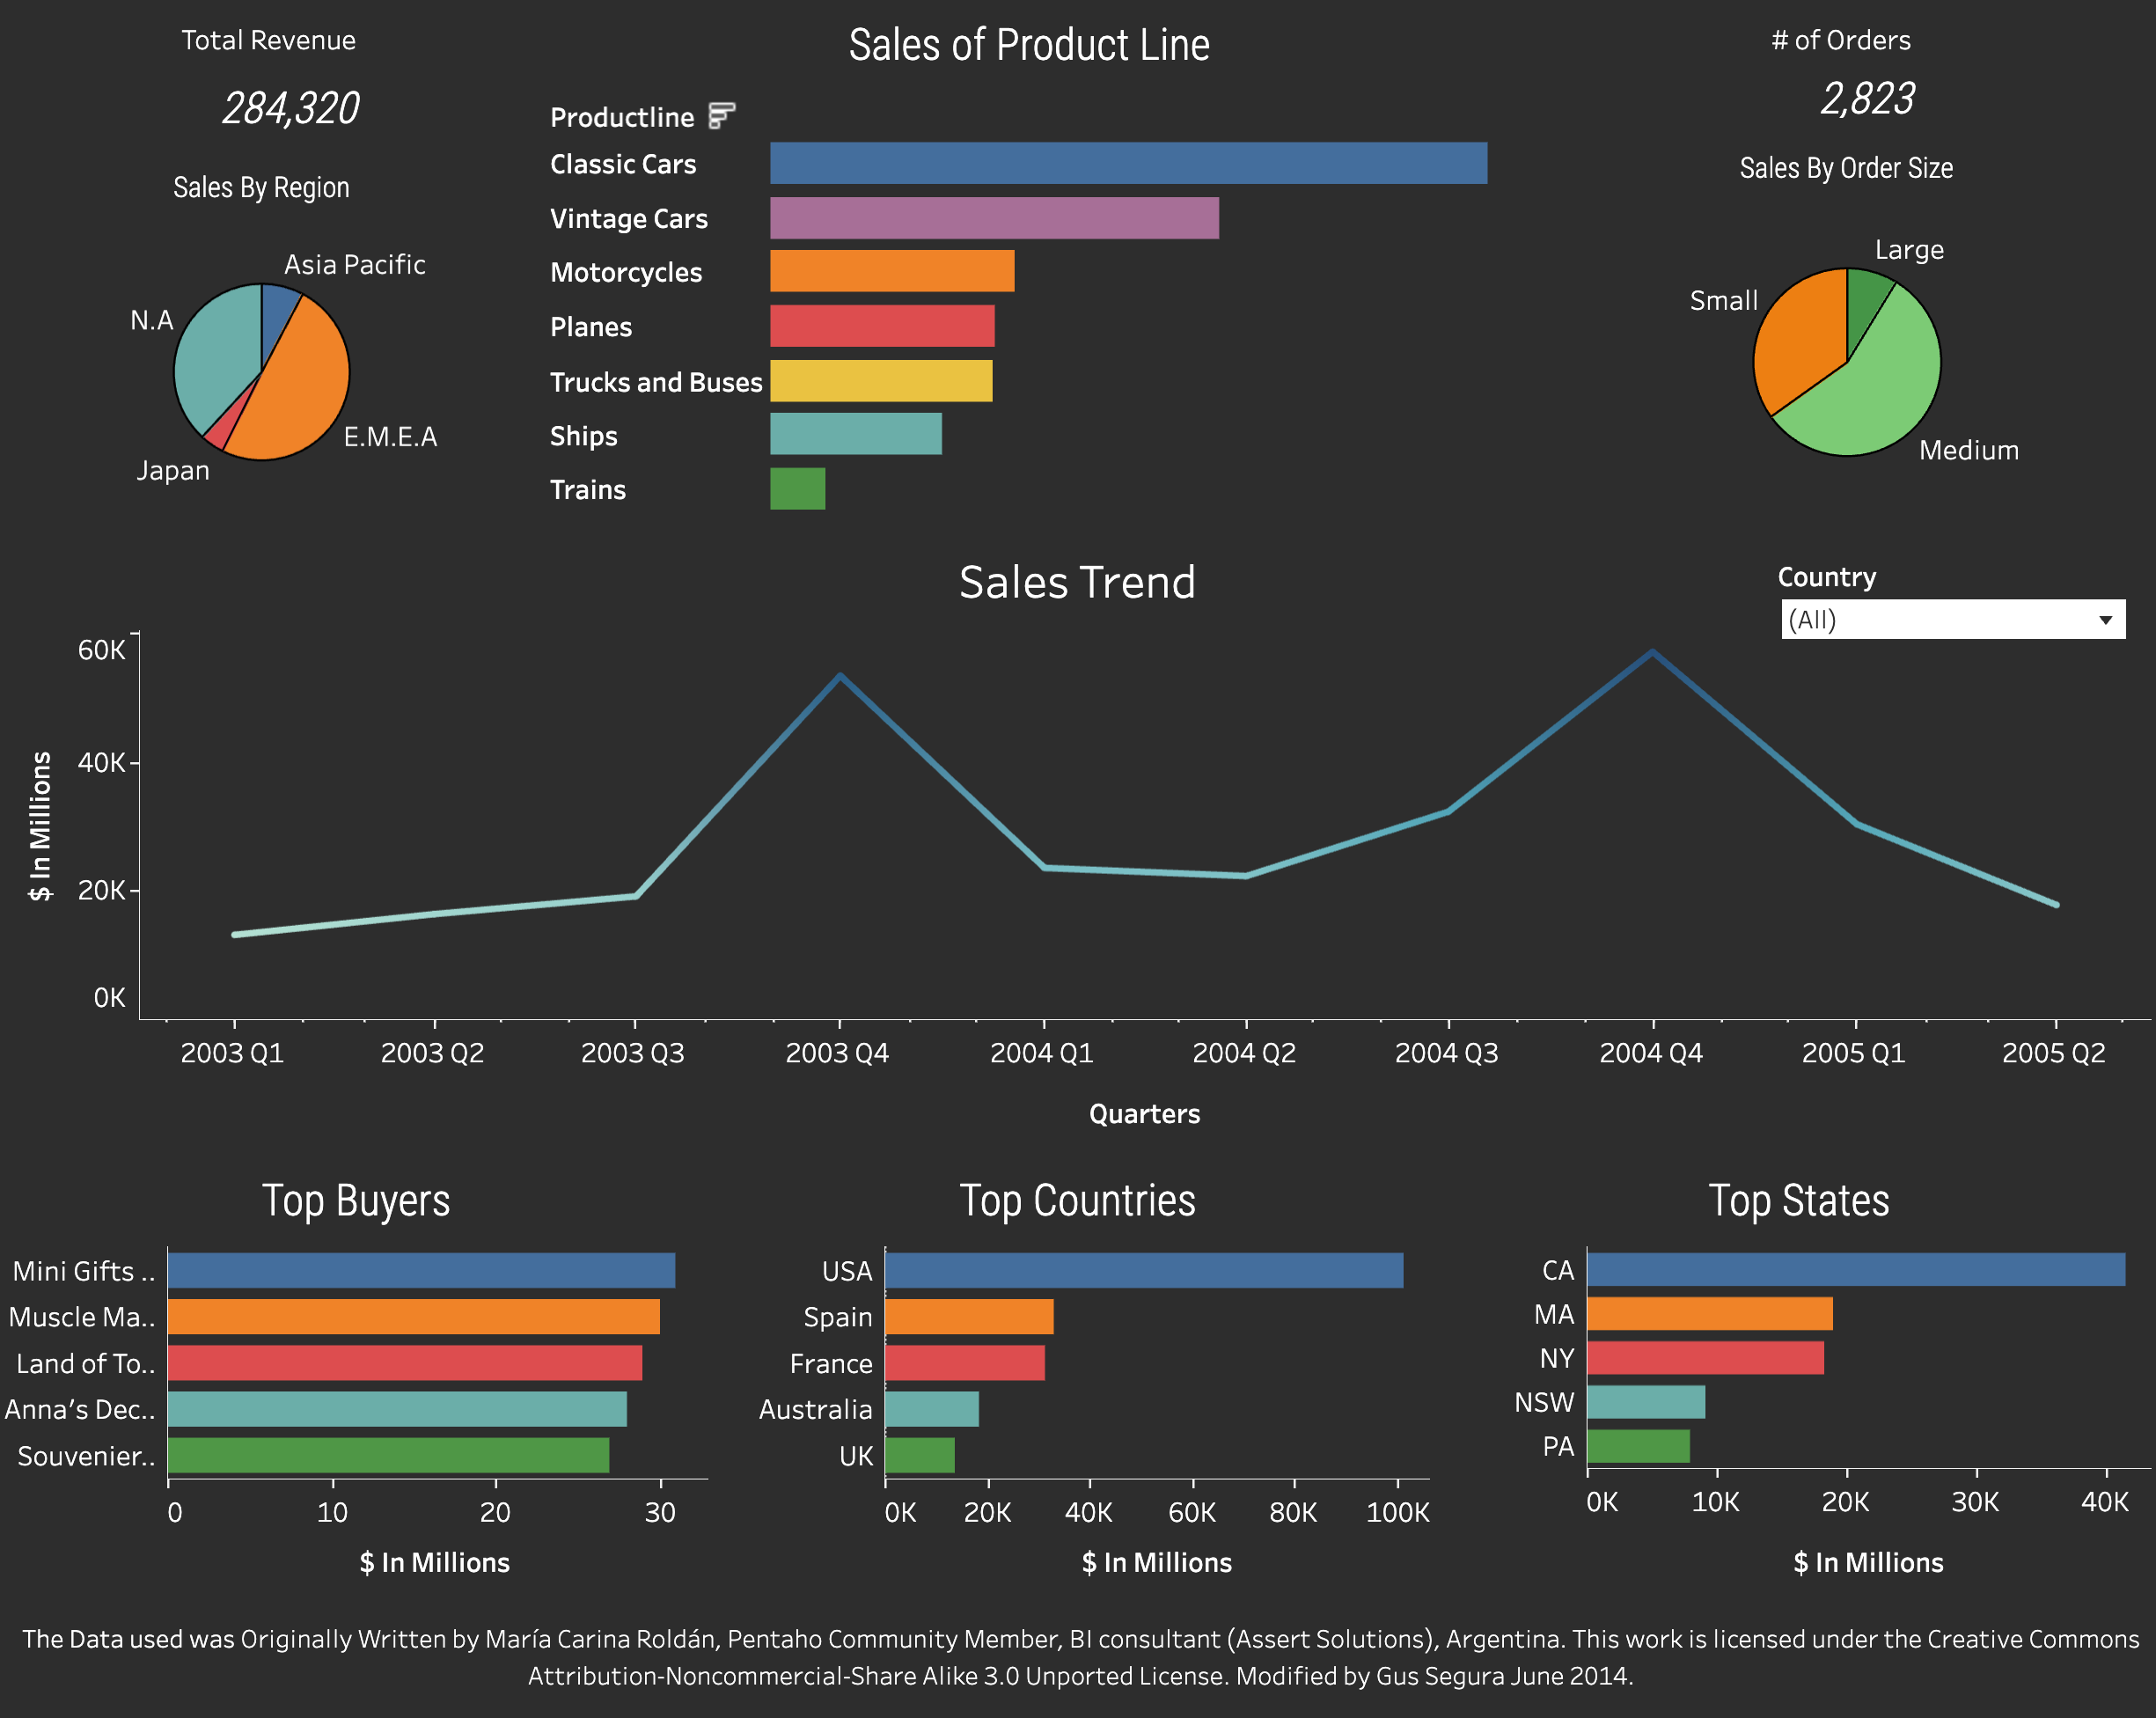 Total Revenue
284,320
Sales By Region
Asia Pacific
N.A
E.M.E.A
Japan
Sales of Product Line
Productline
Classic Cars
Vintage Cars
Motorcycles
Planes
Trucks and Buses
Ships
Trains
# of Orders
2,823
Sales By Order Size
Large
Small
Medium
Sales Trend
Country
(All)
$ In Millions
60K
40K
20K
0K
2003 Q1 2003 Q2 2003 Q3 2003 Q4 2004 Q1 2004 Q2 2004 Q3 2004 Q4 2005 Q1 2005 Q2
Quarters
Top Buyers
Mini Gifts ..
Muscle Ma..
Land of To..
Anna's Dec..
Souvenier..
0 10 20 30
$ In Millions
Top Countries
USA
Spain
France
Australia
UK
0K 20K 40K 60K 80K 100K
$ In Millions
Top States
CA
MA
NY
NSW
PA
0K 10K 20K 30K 40K
$ In Millions
The Data used was Originally Written by María Carina Roldán, Pentaho Community Member, BI consultant (Assert Solutions), Argentina. This work is licensed under the Creative Commons
Attribution-Noncommercial-Share Alike 3.0 Unported License. Modified by Gus Segura June 2014.